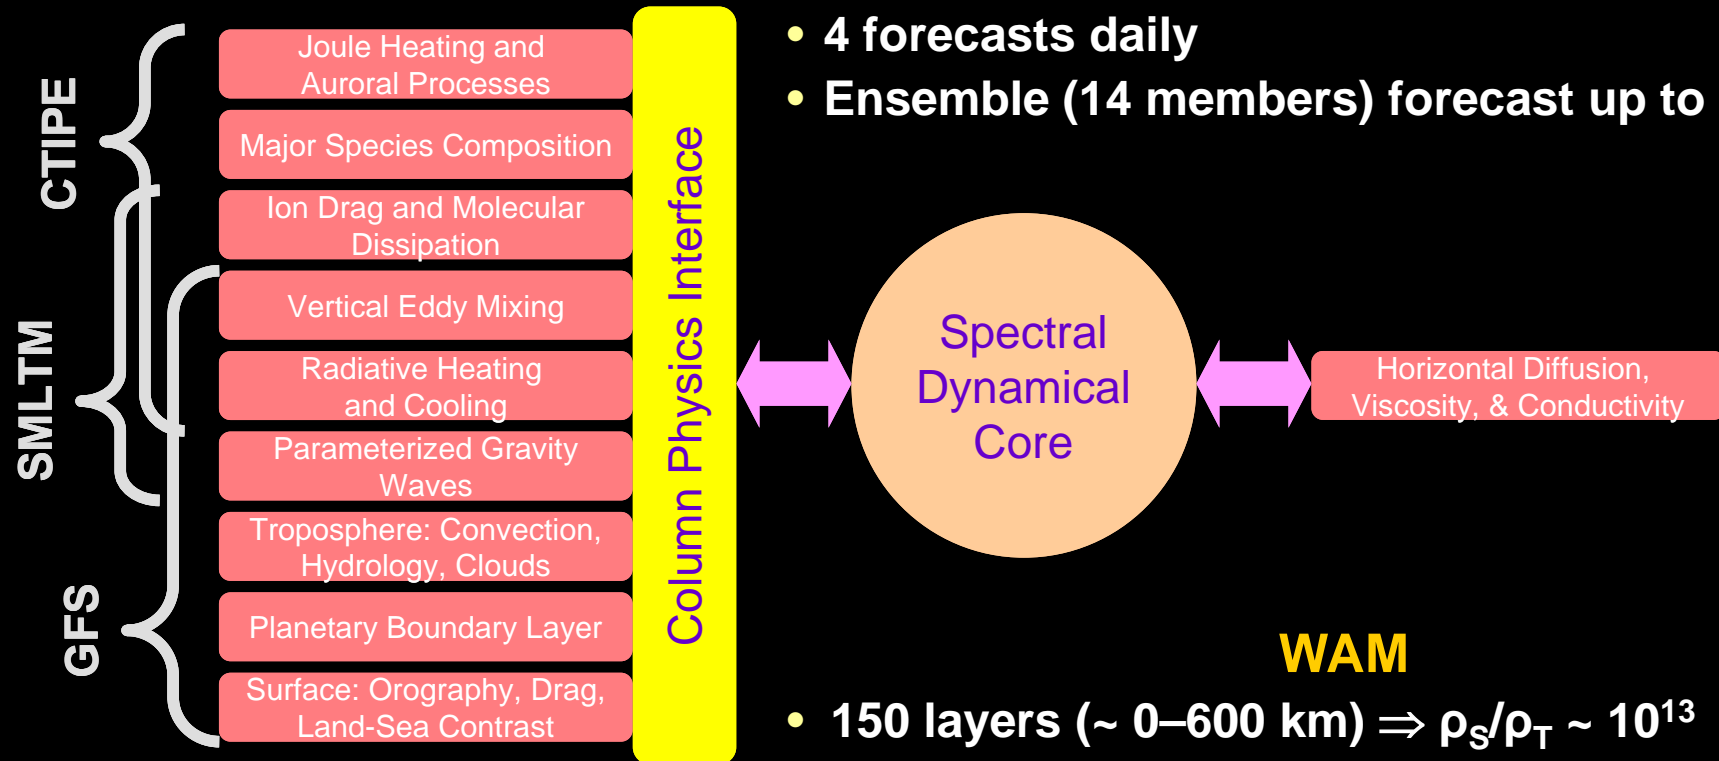 CTIPE
SMLTM
GFS
Joule Heating and
Auroral Processes
Major Species Composition
Ion Drag and Molecular
Dissipation
Vertical Eddy Mixing
Radiative Heating
and Cooling
Parameterized Gravity
Waves
Troposphere: Convection,
Hydrology, Clouds
Planetary Boundary Layer
Surface: Orography, Drag,
Land-Sea Contrast
Column Physics Interface
• 4 forecasts daily
• Ensemble (14 members) forecast up to
Spectral
Dynamical
Core
Horizontal Diffusion,
Viscosity, & Conductivity
WAM
• 150 layers (~ 0–600 km) ⇒ ρS/ρT ~ 10¹³